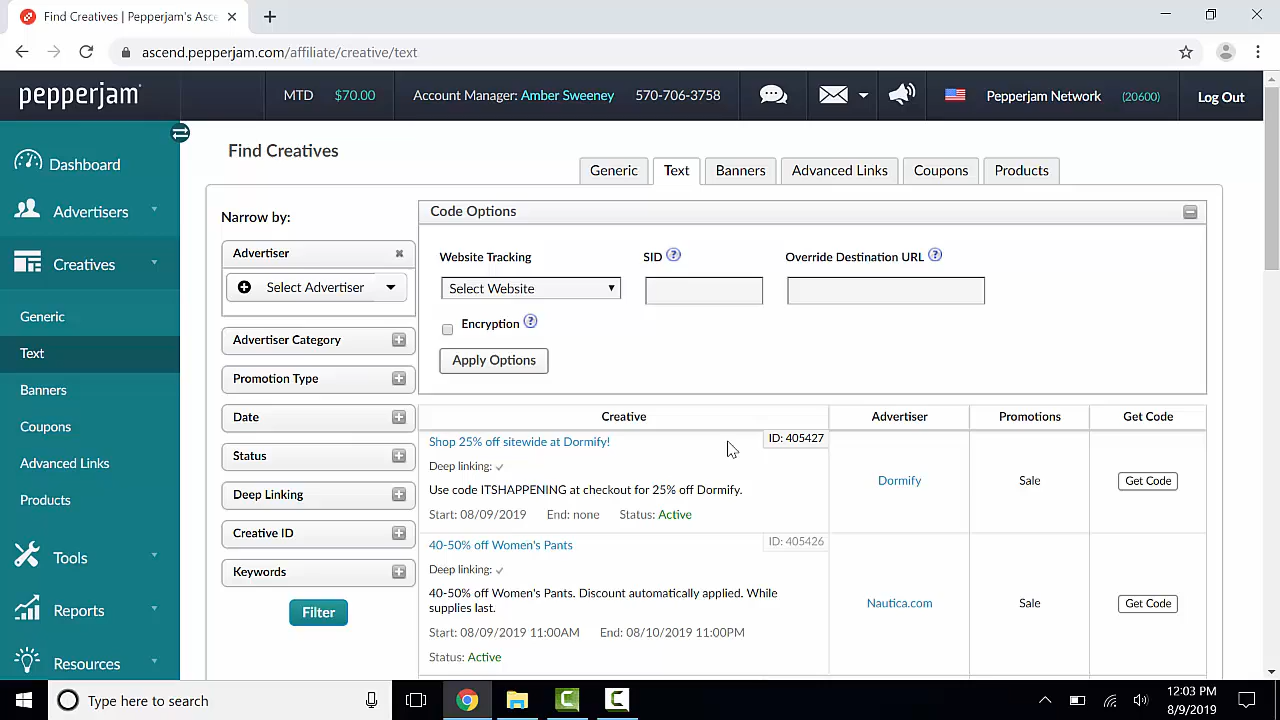 Find Creatives | Pepperjam's Asce
ascend.pepperjam.com/affiliate/creative/text
pepperjam
MTD $70.00
Account Manager: Amber Sweeney 570-706-3758
Pepperjam Network (20600)
Log Out
Dashboard
Advertisers
Creatives
Generic
Text
Banners
Coupons
Advanced Links
Products
Tools
Reports
Resources
Find Creatives
Generic Text Banners Advanced Links Coupons Products
Narrow by:
Advertiser
Select Advertiser
Advertiser Category
Promotion Type
Date
Status
Deep Linking
Creative ID
Keywords
Filter
Code Options
Website Tracking SID Override Destination URL
Select Website
Encryption
Apply Options
Creative Advertiser Promotions Get Code
Shop 25% off sitewide at Dormify! ID: 405427
Deep linking:
Use code ITSHAPPENING at checkout for 25% off Dormify.
Start: 08/09/2019 End: none Status: Active
Dormify Sale Get Code
40-50% off Women's Pants ID: 405426
Deep linking:
40-50% off Women's Pants. Discount automatically applied. While
supplies last.
Start: 08/09/2019 11:00AM End: 08/10/2019 11:00PM
Status: Active
Nautica.com Sale Get Code
Type here to search
12:03 PM
8/9/2019